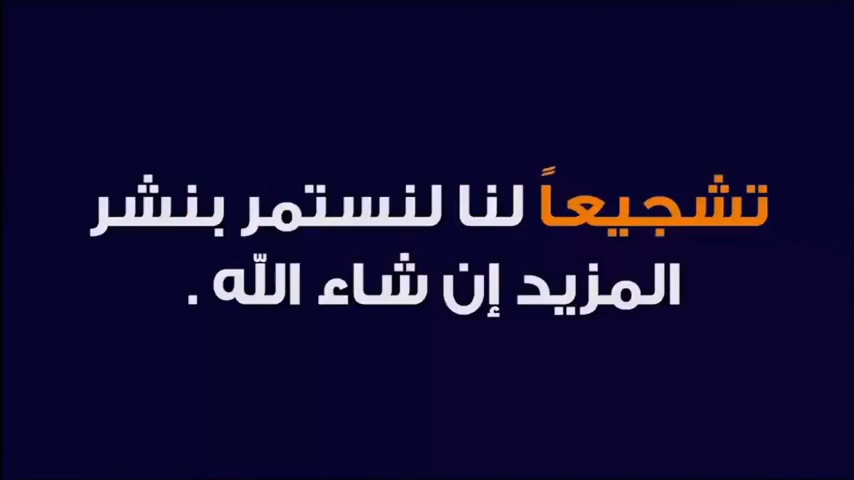 تشجيعاً لنا لنستمر بنشر
المزيد إن شاء الله .